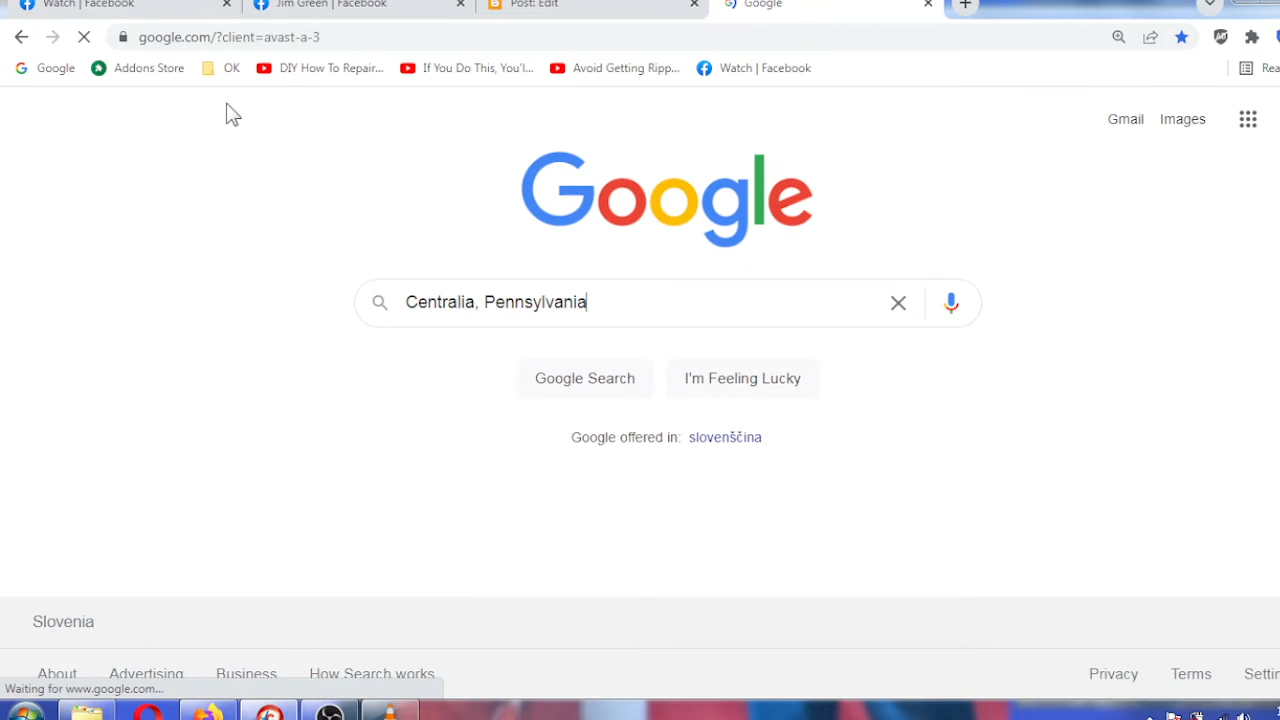 Watch | Facebook
Jim Green | Facebook
Post: Edit
Google
google.com/?client=avast-a-3
Google
Addons Store
OK
DIY How To Repair...
If You Do This, You'l...
Avoid Getting Ripp...
Watch | Facebook
Rea
Gmail
Images
Google
Centralia, Pennsylvania
Google Search
I'm Feeling Lucky
Google offered in: slovenščina
Slovenia
About
Advertising
Business
How Search works
Privacy
Terms
Settin
Waiting for www.google.com...